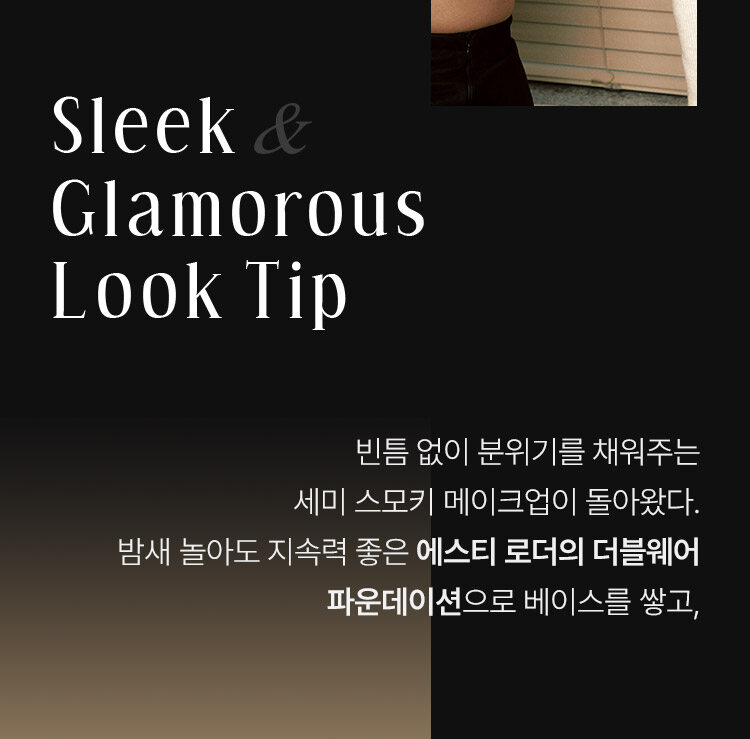 Sleek &
Glamorous
Look Tip
빈틈 없이 분위기를 채워주는
세미 스모키 메이크업이 돌아왔다.
밤새 놀아도 지속력 좋은 에스티 로더의 더블웨어
파운데이션으로 베이스를 쌓고,